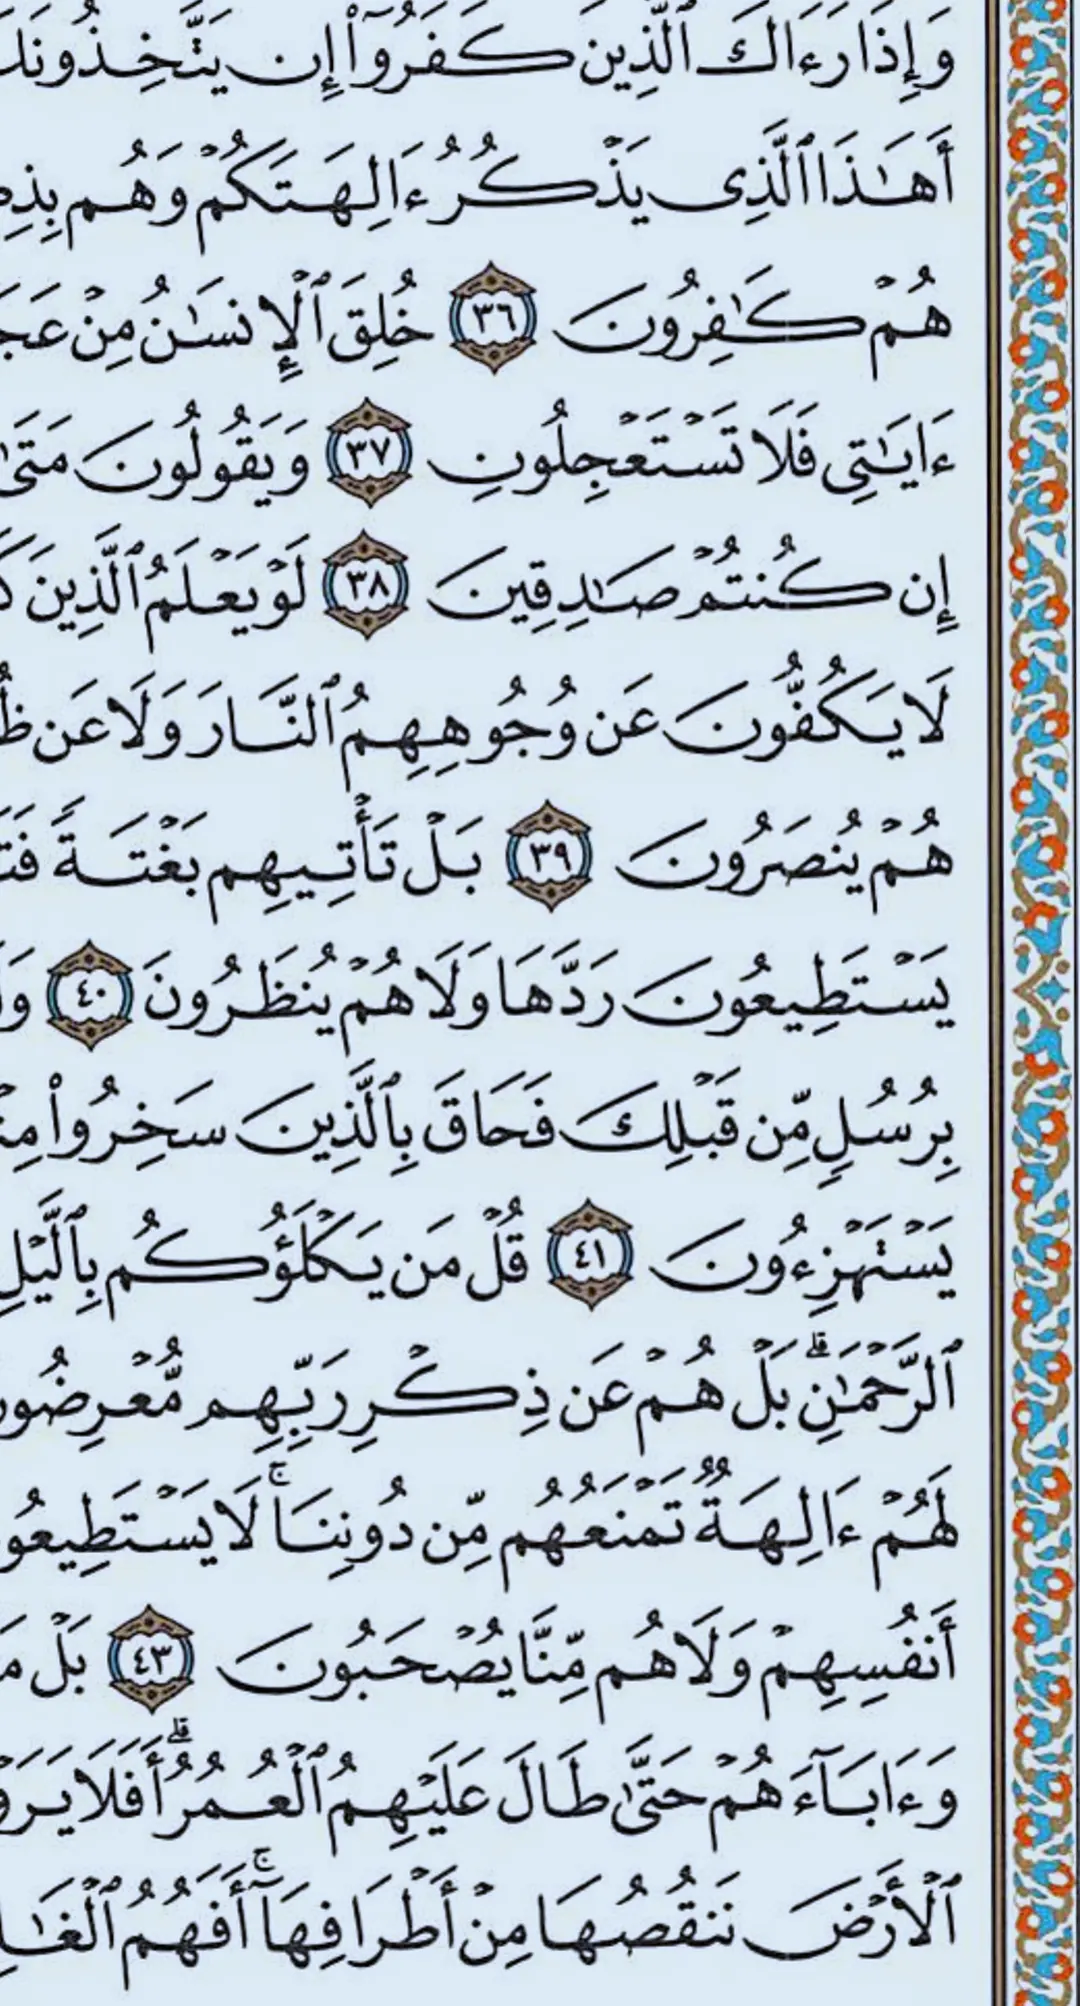 وَإِذَا رَءَاكَ ٱلَّذِينَ كَفَرُوٓا۟ إِن يَتَّخِذُونَكَ
أَهَـٰذَا ٱلَّذِى يَذْكُرُ ءَالِهَتَكُمْ وَهُم
هُمْ كَـٰفِرُونَ ٣٦ خُلِقَ ٱلْإِنسَـٰنُ مِنْ
ءَايَـٰتِى فَلَا تَسْتَعْجِلُونِ ٣٧ وَيَقُولُونَ مَتَىٰ
إِن كُنتُمْ صَـٰدِقِينَ ٣٨ لَوْ يَعْلَمُ ٱلَّذِينَ
لَا يَكُفُّونَ عَن وُجُوهِهِمُ ٱلنَّارَ وَلَا عَن
هُمْ يُنصَرُونَ ٣٩ بَلْ تَأْتِيهِم بَغْتَةً
يَسْتَطِيعُونَ رَدَّهَا وَلَا هُمْ يُنظَرُونَ ٤٠
بِرُسُلٍ مِّن قَبْلِكَ فَحَاقَ بِٱلَّذِينَ سَخِرُوا۟
يَسْتَهْزِءُونَ ٤١ قُلْ مَن يَكْلَؤُكُم بِٱلَّيْلِ
ٱلرَّحْمَـٰنِ ۗ بَلْ هُمْ عَن ذِكْرِ رَبِّهِم
لَهُمْ ءَالِهَةٌ تَمْنَعُهُم مِّن دُونِنَا ۚ لَا
أَنفُسِهِمْ وَلَا هُم مِّنَّا يُصْحَبُونَ ٤٣ بَلْ
وَءَابَآءَهُمْ حَتَّىٰ طَالَ عَلَيْهِمُ ٱلْعُمُرُ ۗ أَفَلَا
ٱلْأَرْضَ نَنقُصُهَا مِنْ أَطْرَافِهَآ ۚ أَفَهُمُ